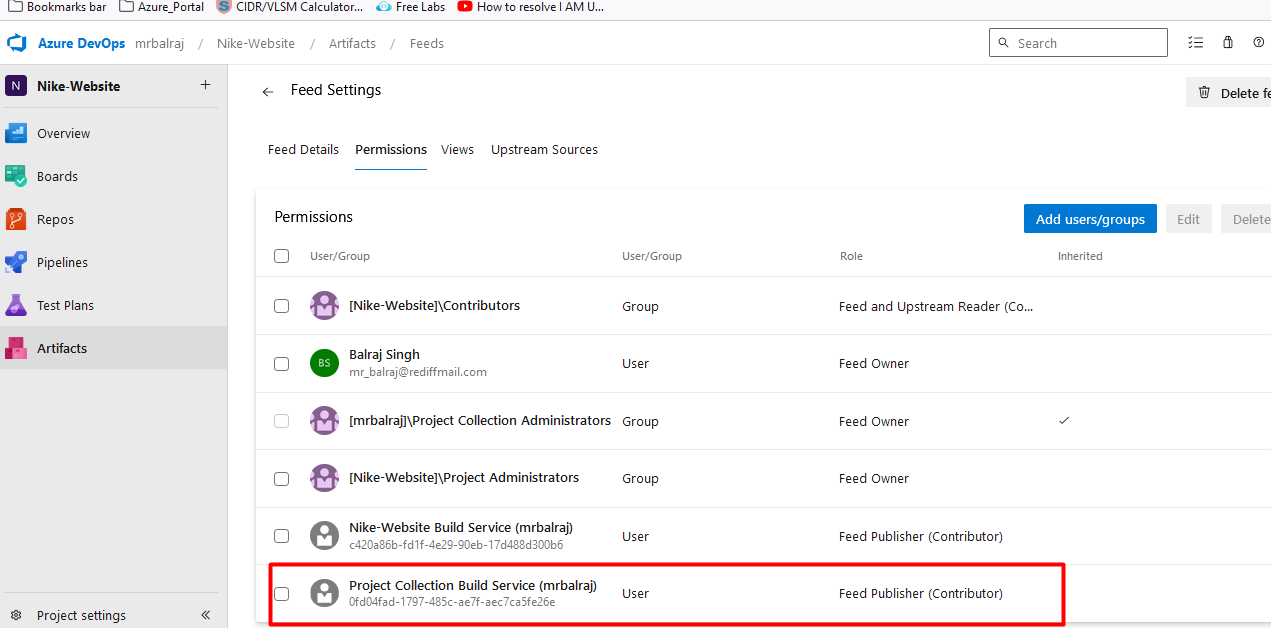 Bookmarks bar Azure_Portal CIDR/VLSM Calculator... Free Labs How to resolve I AM U...
Azure DevOps mrbalraj / Nike-Website / Artifacts / Feeds Search
N Nike-Website +
Overview
Boards
Repos
Pipelines
Test Plans
Artifacts
Project settings
Feed Settings Delete fe
Feed Details Permissions Views Upstream Sources
Permissions Add users/groups Edit Delete
User/Group User/Group Role Inherited
[Nike-Website]\Contributors Group Feed and Upstream Reader (Co...
BS Balraj Singh User Feed Owner
mr_balraj@rediffmail.com
[mrbalraj]\Project Collection Administrators Group Feed Owner
[Nike-Website]\Project Administrators Group Feed Owner
Nike-Website Build Service (mrbalraj) User Feed Publisher (Contributor)
c420a86b-fd1f-4e29-90eb-17d488d300b6
Project Collection Build Service (mrbalraj) User Feed Publisher (Contributor)
0fd04fad-1797-485c-ae7f-aec7ca5fe26e